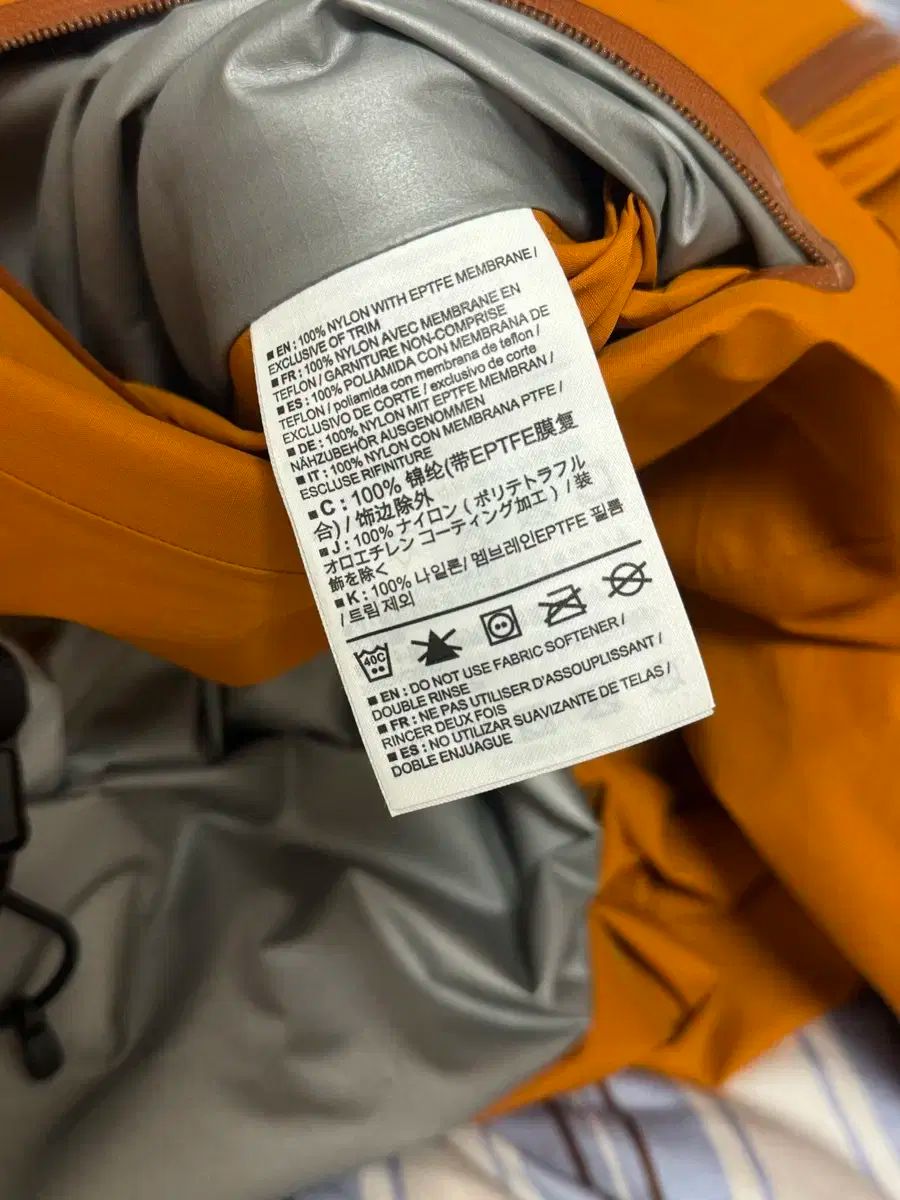 ■ EN : 100% NYLON WITH EPTFE MEMBRANE /
EXCLUSIVE OF TRIM
■ FR : 100% NYLON AVEC MEMBRANE EN
TEFLON / GARNITURE NON-COMPRISE
■ ES : 100% POLIAMIDA CON MEMBRANA DE
TEFLON / poliamida con membrana de teflon /
EXCLUSIVO DE CORTE / exclusivo de corte
■ DE : 100% NYLON MIT EPTFE MEMBRAN /
NÄHZUBEHÖR AUSGENOMMEN
■ IT : 100% NYLON CON MEMBRANA PTFE /
ESCLUSE RIFINITURE
■ C : 100% 锦纶(带EPTFE膜复
合) / 饰边除外
■ J : 100% ナイロン ( ポリテトラフル
オロエチレン コーティング加工 ) / 装
飾を除く
■ K : 100% 나일론/ 멤브레인EPTFE 필름
/ 트림 제외
40C
■ EN : DO NOT USE FABRIC SOFTENER /
DOUBLE RINSE
■ FR : NE PAS UTILISER D'ASSOUPLISSANT /
RINCER DEUX FOIS
■ ES : NO UTILIZAR SUAVIZANTE DE TELAS /
DOBLE ENJUAGUE